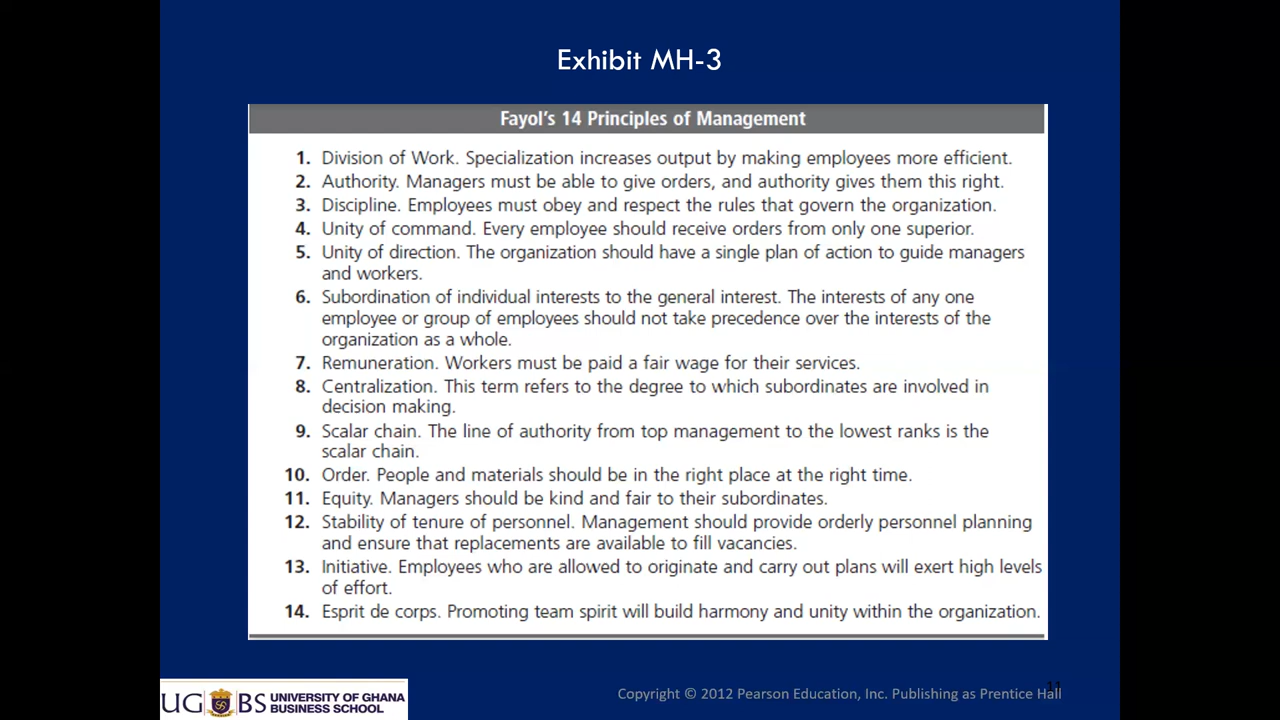 Exhibit MH-3
Fayol's 14 Principles of Management
1. Division of Work. Specialization increases output by making employees more efficient.
2. Authority. Managers must be able to give orders, and authority gives them this right.
3. Discipline. Employees must obey and respect the rules that govern the organization.
4. Unity of command. Every employee should receive orders from only one superior.
5. Unity of direction. The organization should have a single plan of action to guide managers
and workers.
6. Subordination of individual interests to the general interest. The interests of any one
employee or group of employees should not take precedence over the interests of the
organization as a whole.
7. Remuneration. Workers must be paid a fair wage for their services.
8. Centralization. This term refers to the degree to which subordinates are involved in
decision making.
9. Scalar chain. The line of authority from top management to the lowest ranks is the
scalar chain.
10. Order. People and materials should be in the right place at the right time.
11. Equity. Managers should be kind and fair to their subordinates.
12. Stability of tenure of personnel. Management should provide orderly personnel planning
and ensure that replacements are available to fill vacancies.
13. Initiative. Employees who are allowed to originate and carry out plans will exert high levels
of effort.
14. Esprit de corps. Promoting team spirit will build harmony and unity within the organization.
UGBS UNIVERSITY OF GHANA
BUSINESS SCHOOL
11
Copyright © 2012 Pearson Education, Inc. Publishing as Prentice Hall